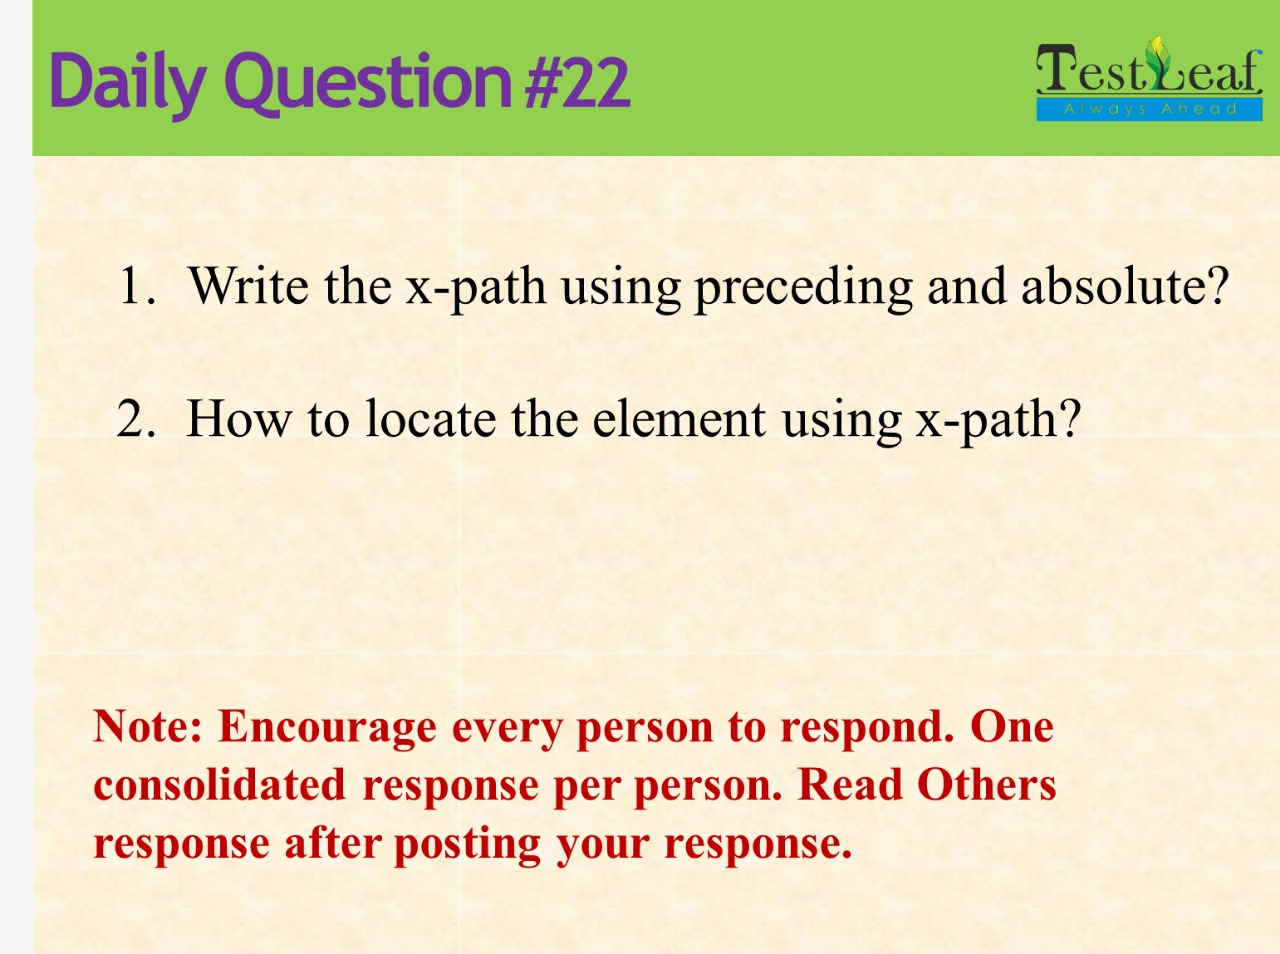 Daily Question #22
TestLeaf
Always Ahead
1. Write the x-path using preceding and absolute?
2. How to locate the element using x-path?
Note: Encourage every person to respond. One
consolidated response per person. Read Others
response after posting your response.